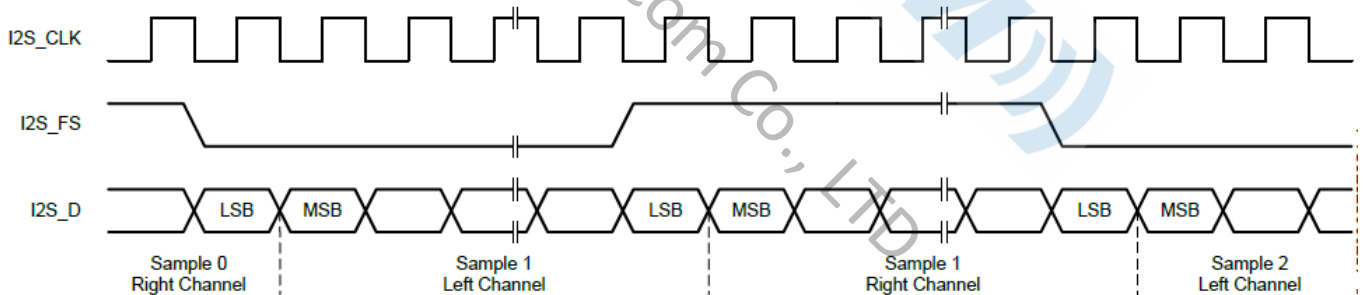 I2S_CLK
com Co., LTD
I2S_FS
I2S_D
LSB MSB LSB MSB LSB MSB
Sample 0 Sample 1 Sample 1 Sample 2
Right Channel Left Channel Right Channel Left Channel